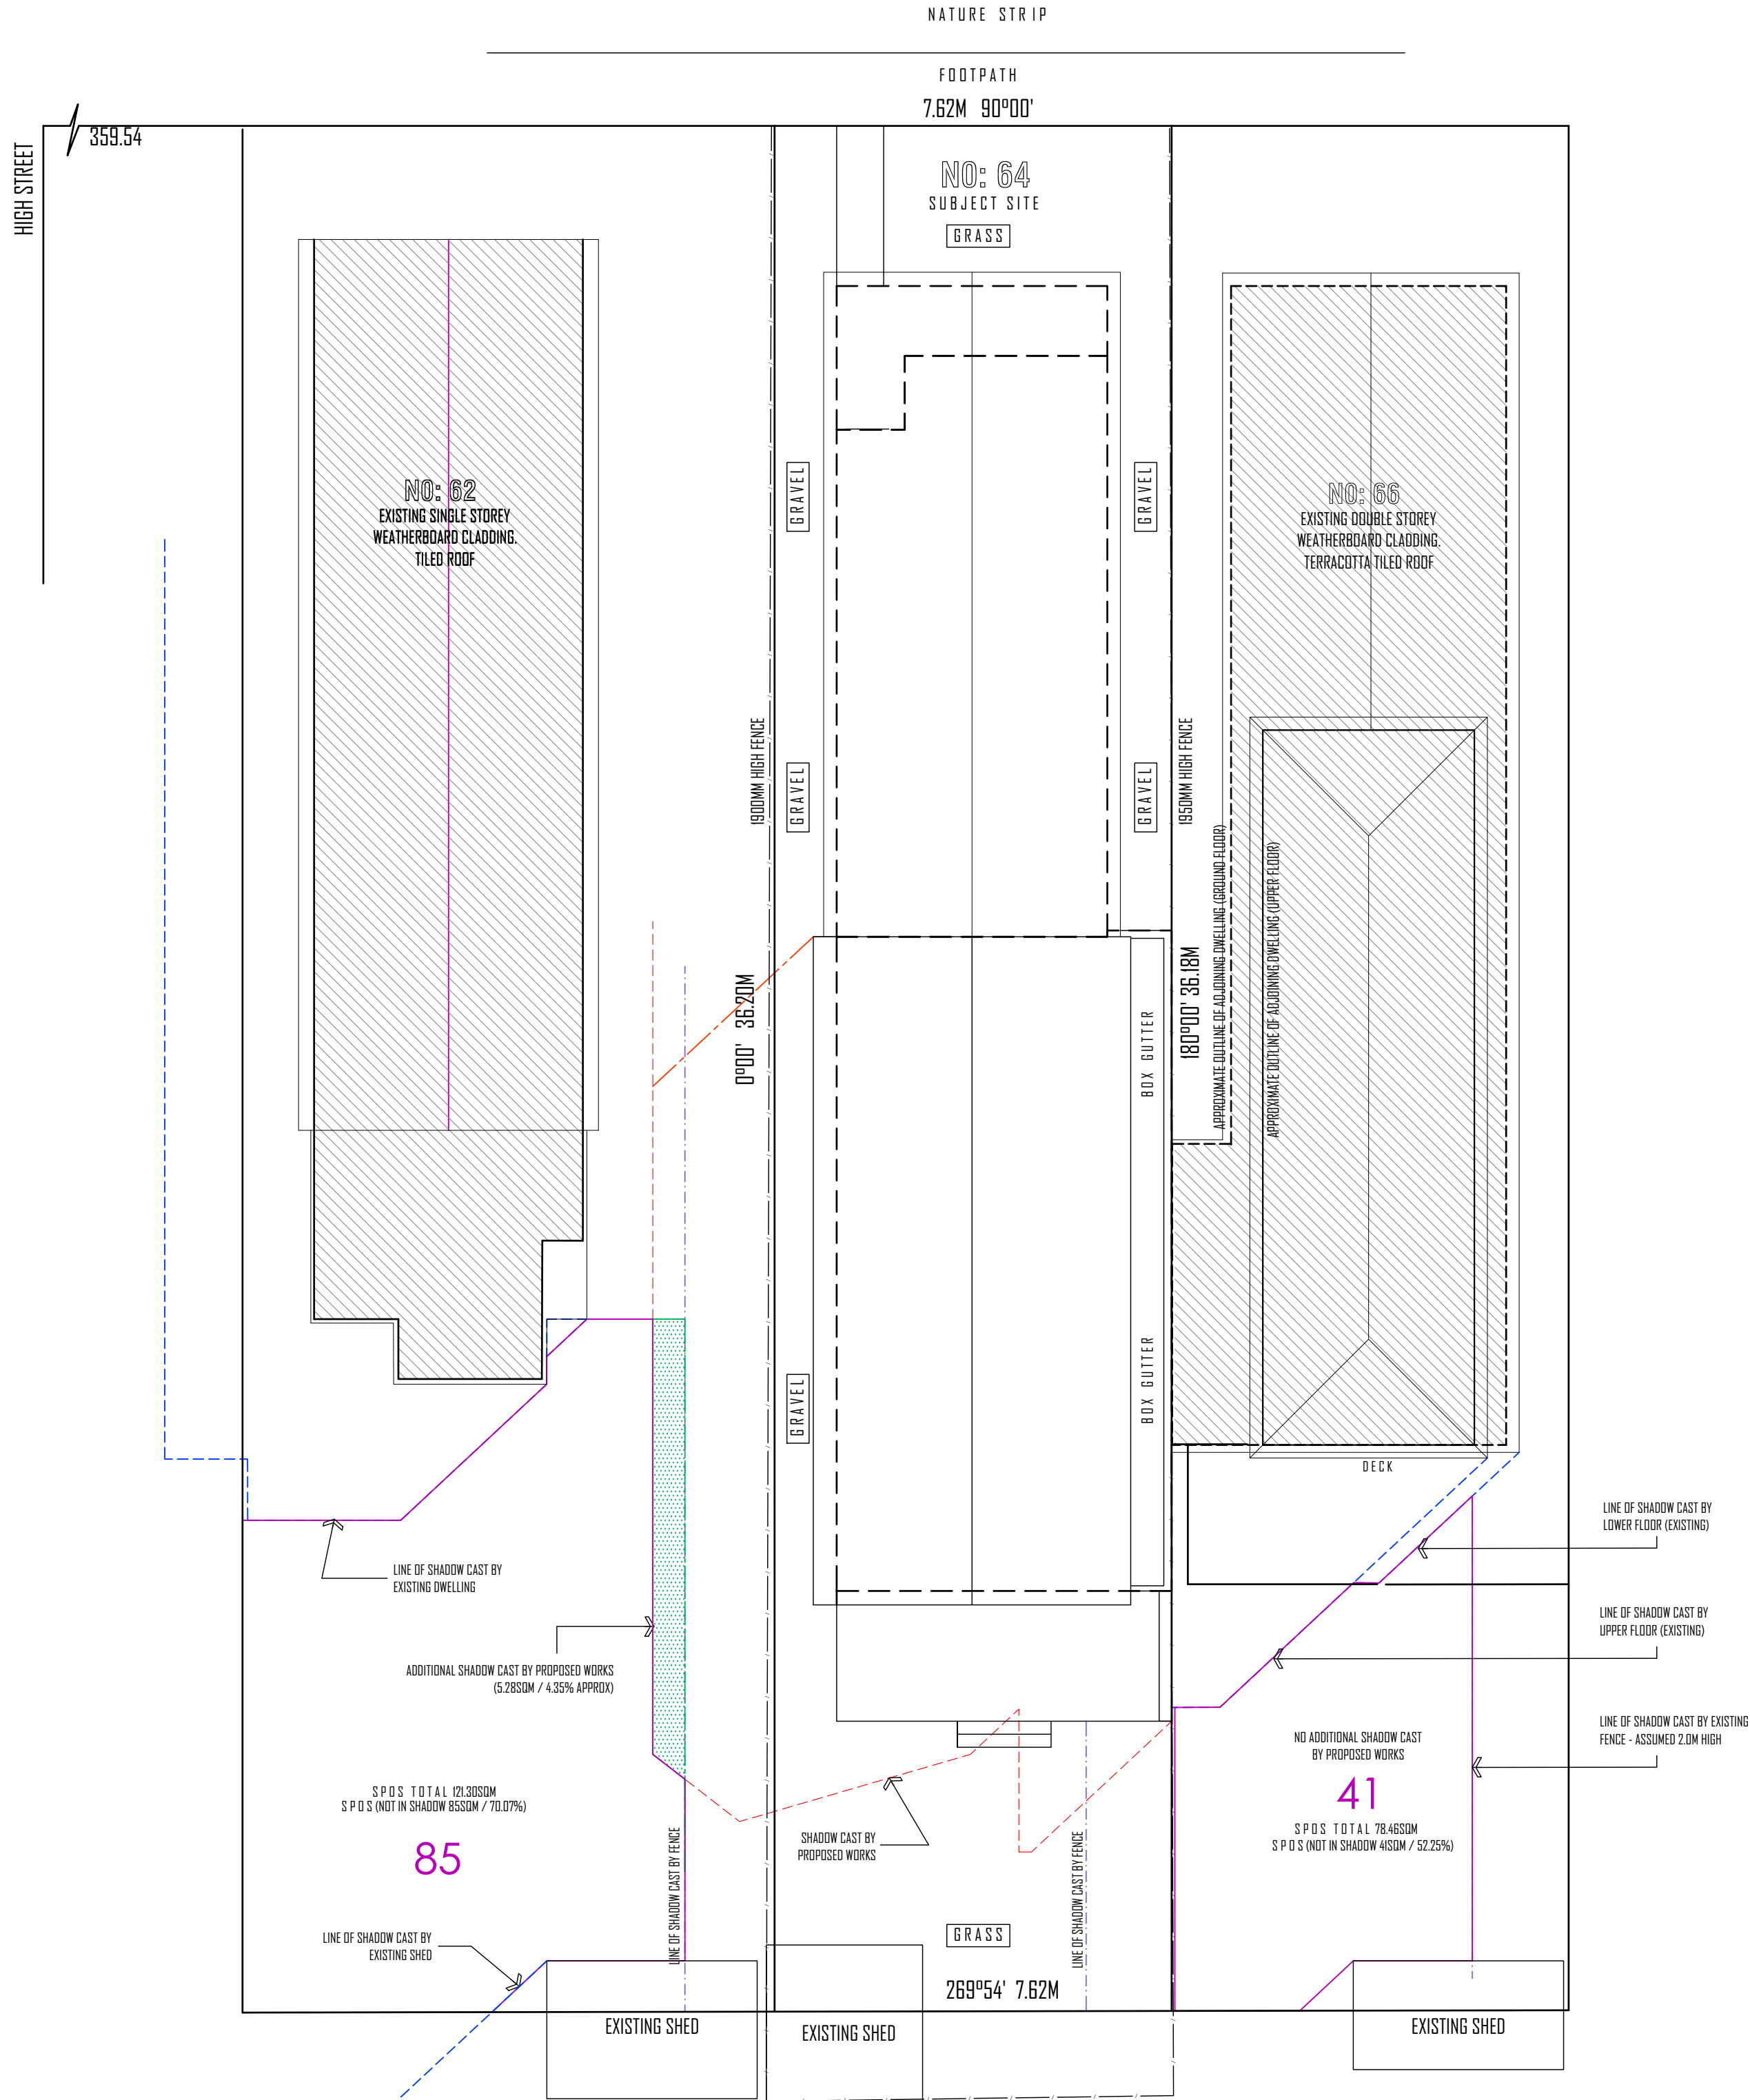 NATURE STRIP
FOOTPATH
7.62M 90º00'
359.54
HIGH STREET
NO: 64
SUBJECT SITE
GRASS
NO: 62
EXISTING SINGLE STOREY
WEATHERBOARD CLADDING.
TILED ROOF
GRAVEL
GRAVEL
NO: 66
EXISTING DOUBLE STOREY
WEATHERBOARD CLADDING.
TERRACOTTA TILED ROOF
1900MM HIGH FENCE
GRAVEL
GRAVEL
1950MM HIGH FENCE
APPROXIMATE OUTLINE OF ADJOINING DWELLING (GROUND FLOOR)
APPROXIMATE OUTLINE OF ADJOINING DWELLING (UPPER FLOOR)
0º00' 36.20M
180º00' 36.18M
BOX GUTTER
BOX GUTTER
GRAVEL
DECK
LINE OF SHADOW CAST BY
LOWER FLOOR (EXISTING)
LINE OF SHADOW CAST BY
EXISTING DWELLING
LINE OF SHADOW CAST BY
UPPER FLOOR (EXISTING)
ADDITIONAL SHADOW CAST BY PROPOSED WORKS
(5.28SQM / 4.35% APPROX)
LINE OF SHADOW CAST BY EXISTING
FENCE - ASSUMED 2.0M HIGH
NO ADDITIONAL SHADOW CAST
BY PROPOSED WORKS
41
SPOS TOTAL 78.46SQM
SPOS (NOT IN SHADOW 41SQM / 52.25%)
SPOS TOTAL 121.30SQM
SPOS (NOT IN SHADOW 85SQM / 70.07%)
85
SHADOW CAST BY
PROPOSED WORKS
LINE OF SHADOW CAST BY FENCE
LINE OF SHADOW CAST BY FENCE
LINE OF SHADOW CAST BY
EXISTING SHED
GRASS
269º54' 7.62M
EXISTING SHED
EXISTING SHED
EXISTING SHED